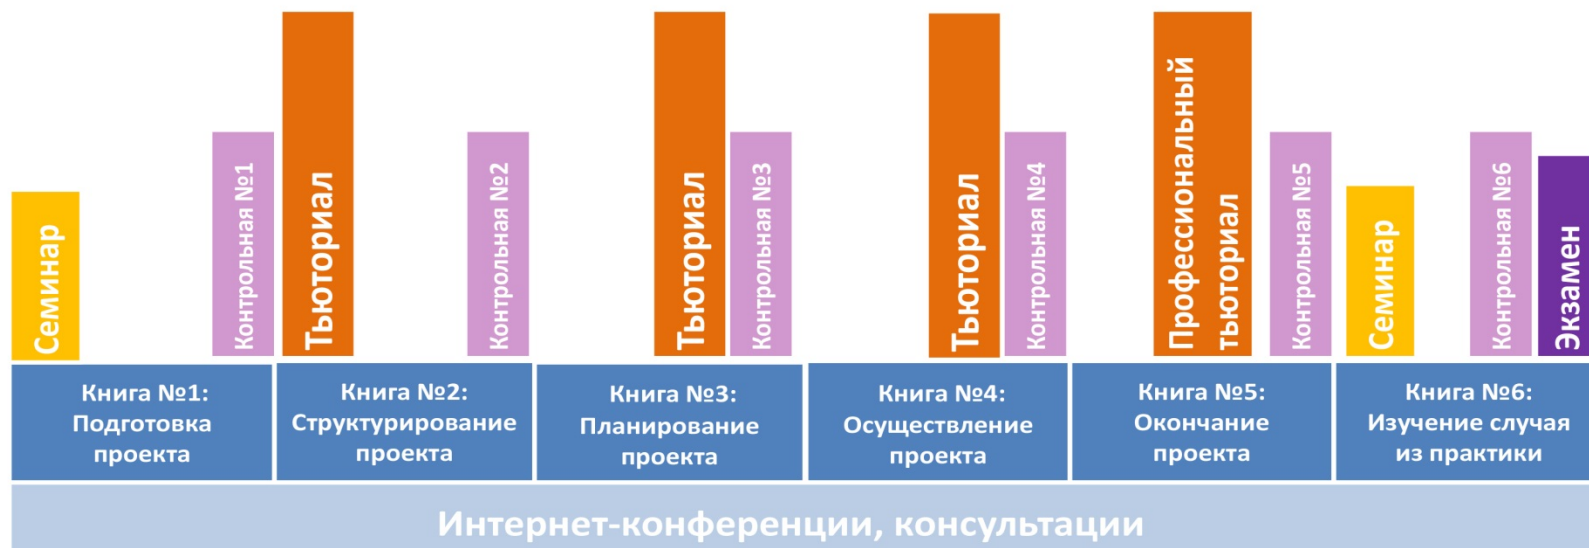 Семинар
Контрольная №1
Тьюториал
Контрольная №2
Тьюториал
Контрольная №3
Тьюториал
Контрольная №4
Профессиональный
тьюториал
Контрольная №5
Семинар
Контрольная №6
Экзамен
Книга №1:
Подготовка
проекта
Книга №2:
Структурирование
проекта
Книга №3:
Планирование
проекта
Книга №4:
Осуществление
проекта
Книга №5:
Окончание
проекта
Книга №6:
Изучение случая
из практики
Интернет-конференции, консультации